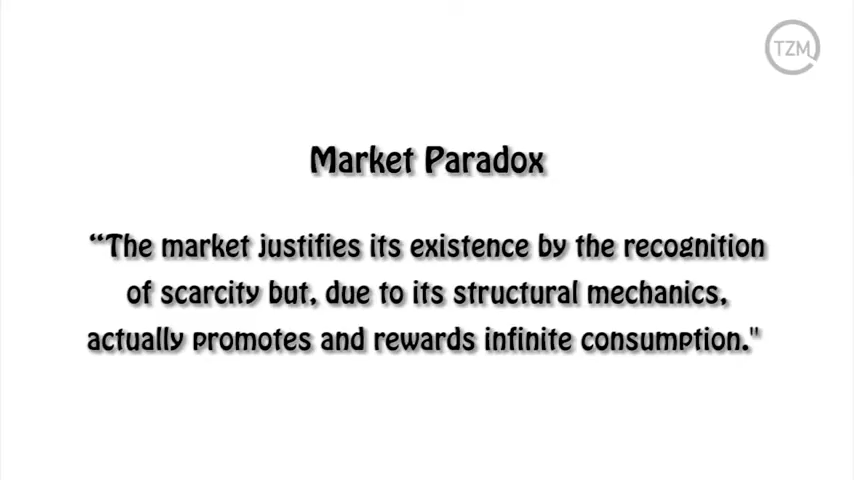 TZM
Market Paradox
“The market justifies its existence by the recognition
of scarcity but, due to its structural mechanics,
actually promotes and rewards infinite consumption."